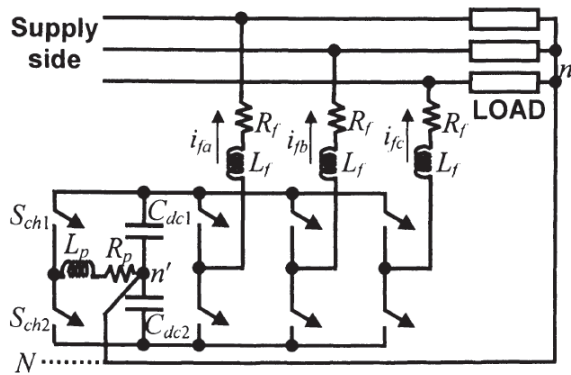 Supply
side
n
LOAD
i_fa R_f i_fb R_f i_fc R_f
L_f L_f L_f
S_ch1 C_dc1
L_p R_p
n'
S_ch2 C_dc2
N